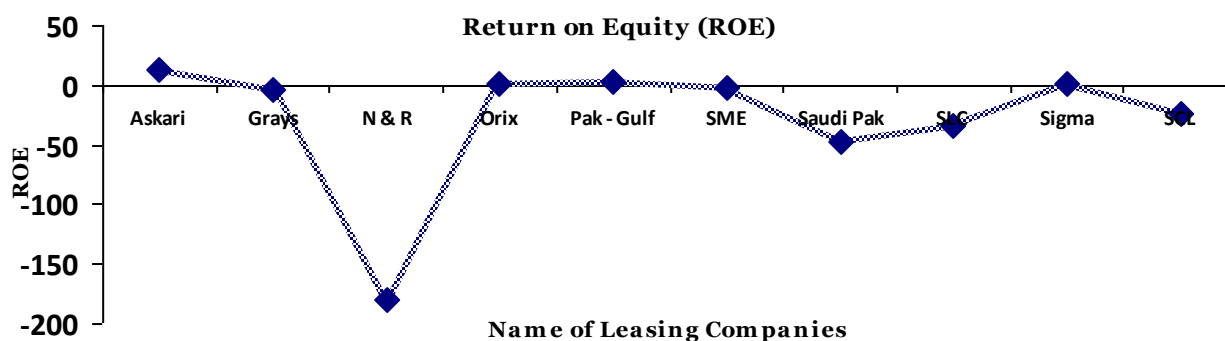 Return on Equity (ROE)
50
0
-50
-100
-150
-200
ROE
Askari Grays N & R Orix Pak - Gulf SME Saudi Pak SLC Sigma SCL
Name of Leasing Companies